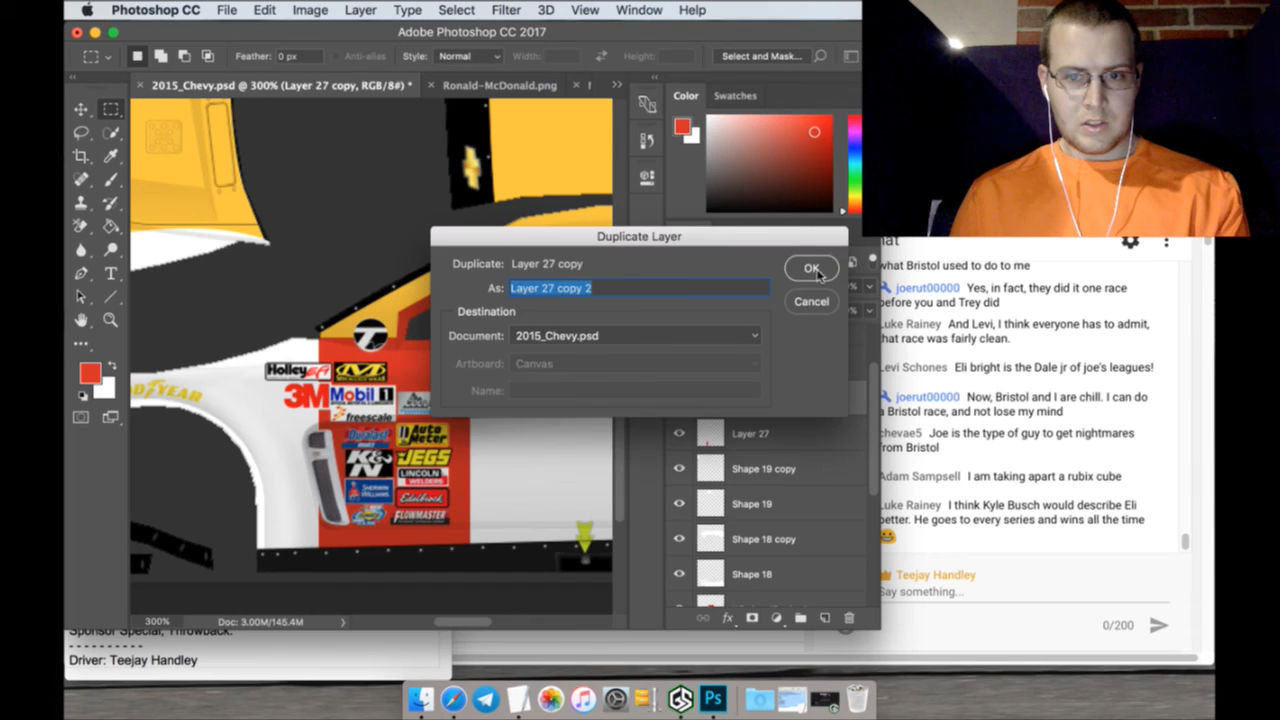 Photoshop CC File Edit Image Layer Type Select Filter 3D View Window Help
Adobe Photoshop CC 2017
Feather: 0 px Anti-alias Style: Normal Width: Height: Select and Mask...
2015_Chevy.psd @ 300% (Layer 27 copy, RGB/8#) *
Ronald-McDonald.png
Color Swatches
Duplicate Layer
Duplicate: Layer 27 copy
As: Layer 27 copy 2
Destination
Document: 2015_Chevy.psd
Artboard: Canvas
Name:
OK
Cancel
GOODYEAR
Holley
3M
Mobil 1
freescale
Duralast
Auto
Meter
K&N
JEGS
LINCOLN
WELDERS
SHERWIN
WILLIAMS
Edelbrock
FLOWMASTER
Layer 27
Shape 19 copy
Shape 19
Shape 18 copy
Shape 18
300% Doc: 3.00M/145.4M
Sponsor Special, Throwback.
----------
Driver: Teejay Handley
what Bristol used to do to me
joerut00000 Yes, in fact, they did it one race
before you and Trey did
Luke Rainey And Levi, I think everyone has to admit,
that race was fairly clean.
Levi Schones Eli bright is the Dale jr of joe's leagues!
joerut00000 Now, Bristol and I are chill. I can do
a Bristol race, and not lose my mind
chevae5 Joe is the type of guy to get nightmares
from Bristol
Adam Sampsell I am taking apart a rubix cube
Luke Rainey I think Kyle Busch would describe Eli
better. He goes to every series and wins all the time
Teejay Handley
Say something...
0/200
Ps